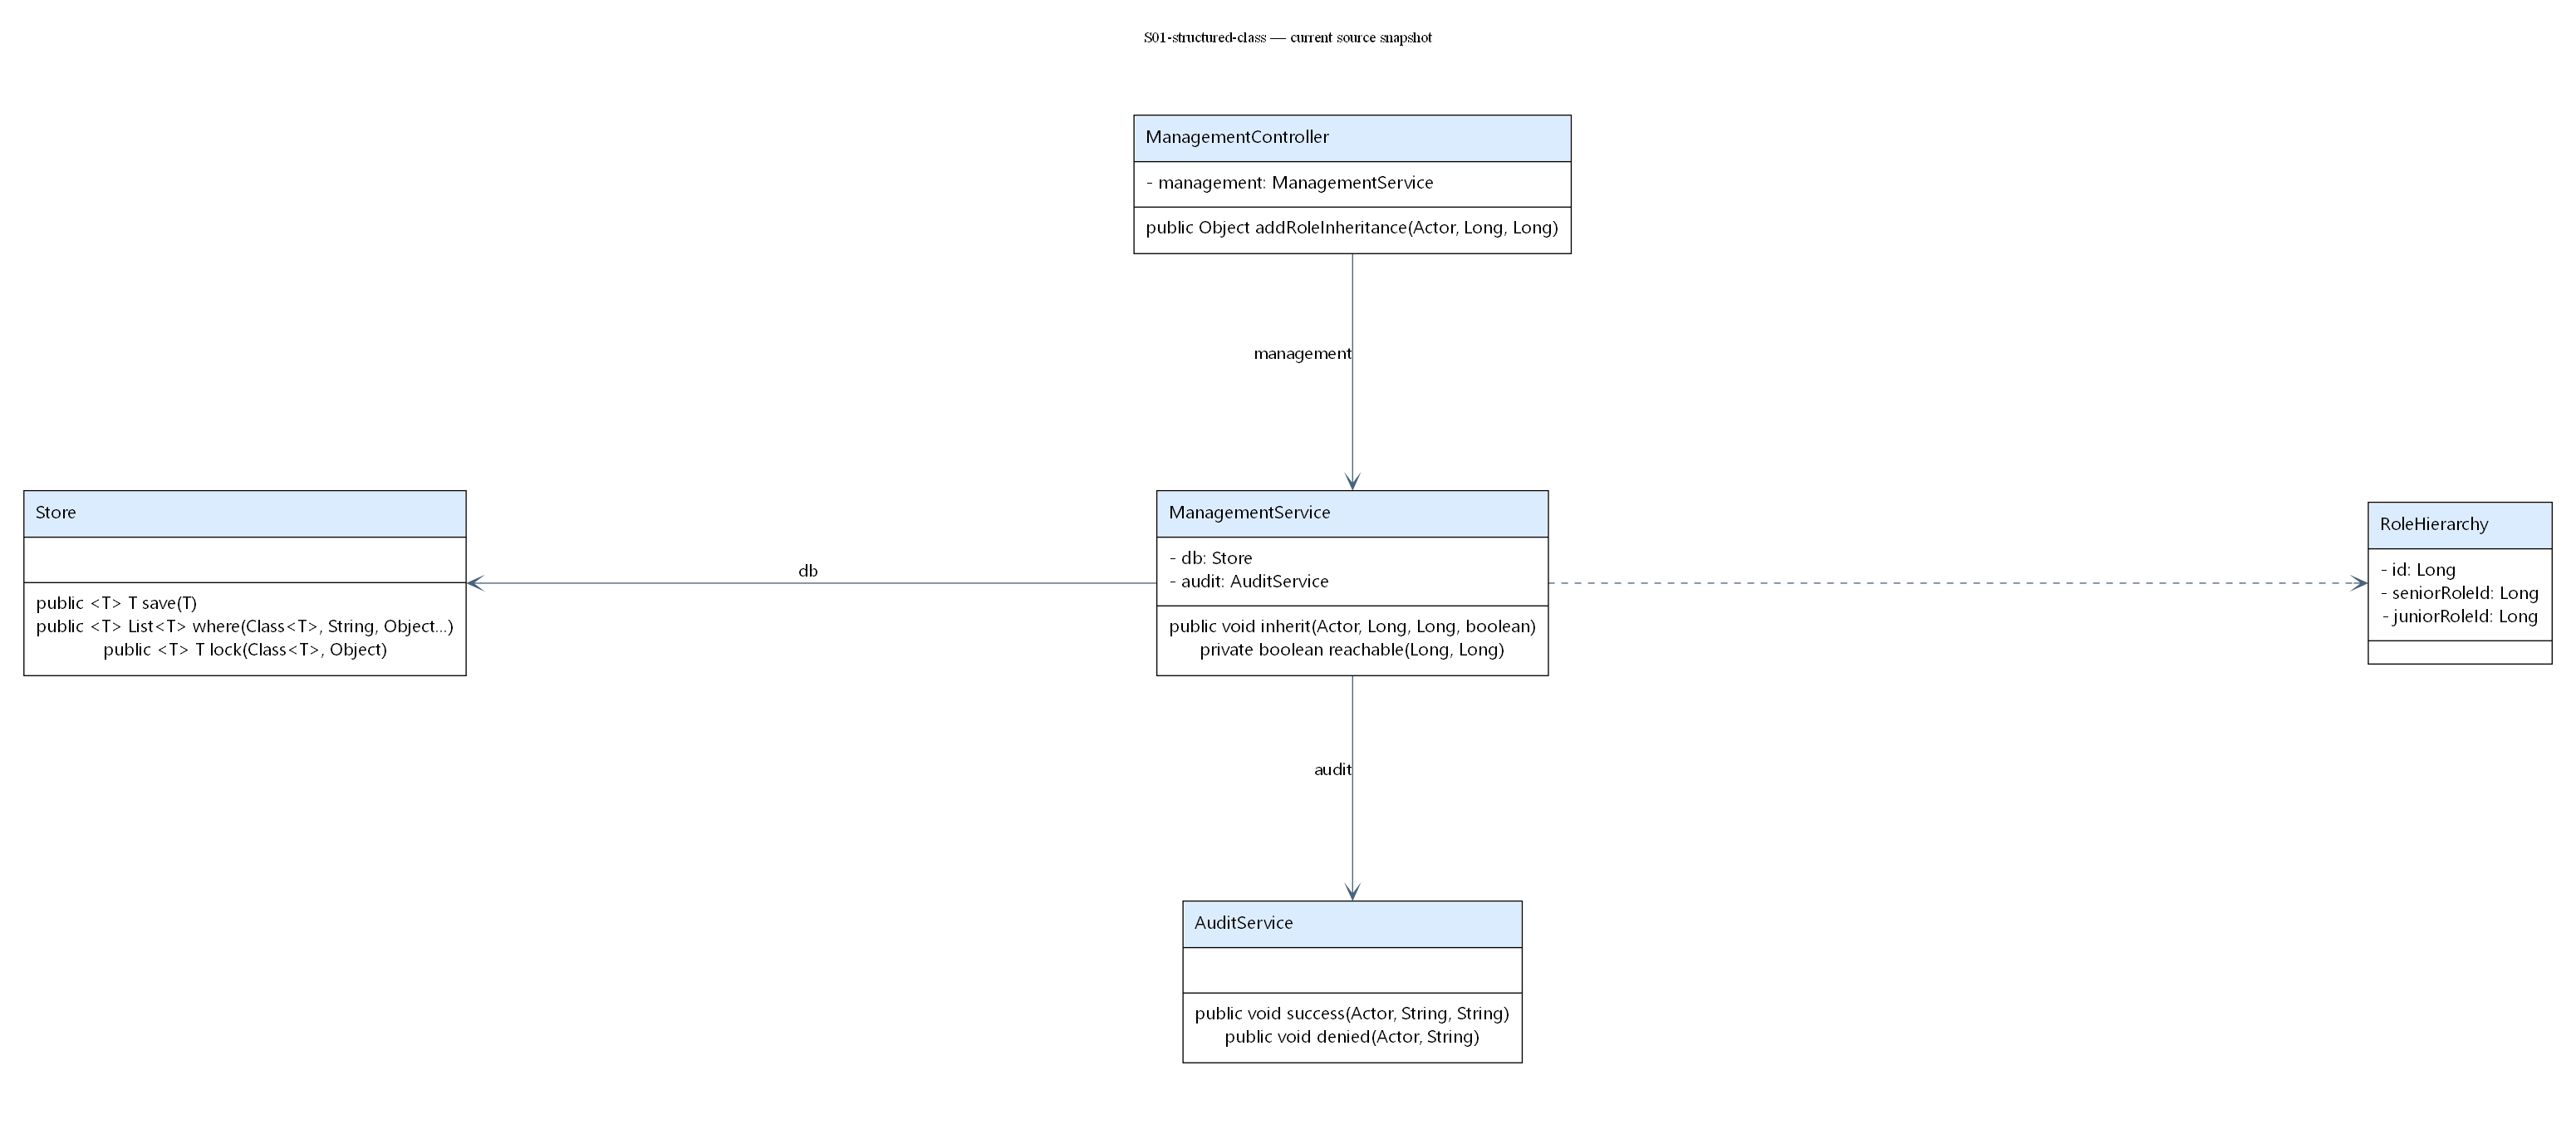 S01-structured-class — current source snapshot
ManagementController
- management: ManagementService
public Object addRoleInheritance(Actor, Long, Long)
management
Store
public <T> T save(T)
public <T> List<T> where(Class<T>, String, Object...)
public <T> T lock(Class<T>, Object)
db
ManagementService
- db: Store
- audit: AuditService
public void inherit(Actor, Long, Long, boolean)
private boolean reachable(Long, Long)
RoleHierarchy
- id: Long
- seniorRoleId: Long
- juniorRoleId: Long
audit
AuditService
public void success(Actor, String, String)
public void denied(Actor, String)